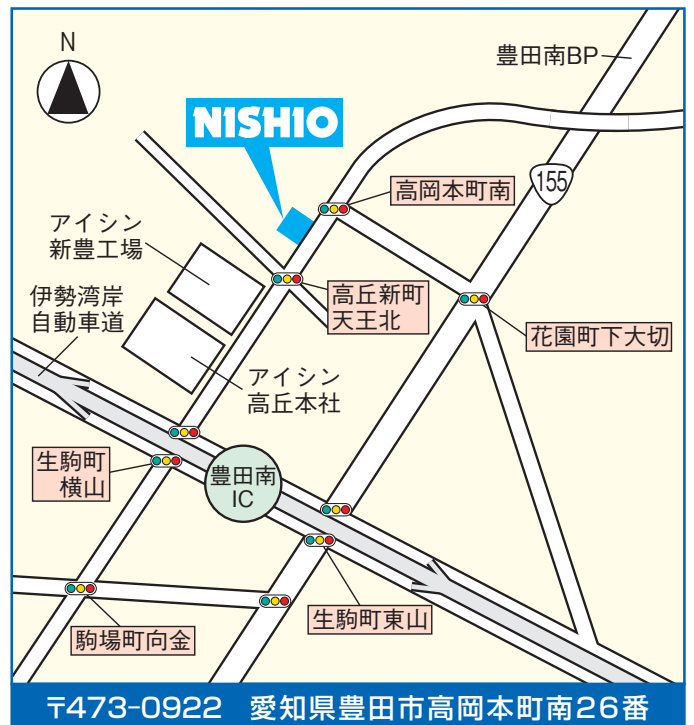 N
豊田南BP
NISHIO
155
高岡本町南
アイシン
新豊工場
高丘新町
天王北
伊勢湾岸
自動車道
花園町下大切
アイシン
高丘本社
生駒町
横山
豊田南
IC
生駒町東山
駒場町向金
〒473-0922 愛知県豊田市高岡本町南26番